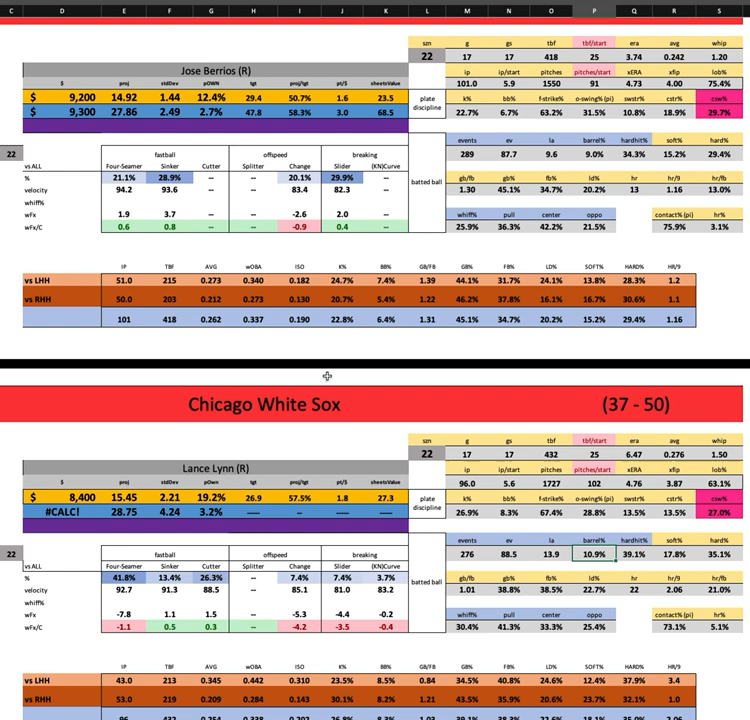 C D E F G H I J K L M N O P Q R S
szn g gs tbf tbf/start era avg whip
22 17 17 418 25 3.74 0.242 1.20
Jose Berrios (R) ip ip/start pitches pitches/start xERA xfip lob%
$ proj stdDev pOWN tgt proj/tgt pt/$ sheetsValue 101.0 5.9 1550 91 4.73 4.00 75.4%
$ 9,200 14.92 1.44 12.4% 29.4 50.7% 1.6 23.5 plate discipline k% bb% f-strike% o-swing% (pi) swstr% cstr% csw%
$ 9,300 27.86 2.49 2.7% 47.8 58.3% 3.0 68.5 22.7% 6.7% 63.2% 31.5% 10.8% 18.9% 29.7%
events ev la barrel% hardhit% soft% hard%
22 fastball offspeed breaking 289 87.7 9.6 9.0% 34.3% 15.2% 29.4%
vs ALL Four-Seamer Sinker Cutter Splitter Change Slider (KN)Curve batted ball
% 21.1% 28.9% -- -- 20.1% 29.9% -- gb/fb gb% fb% ld% hr hr/9 hr/fb
velocity 94.2 93.6 -- -- 83.4 82.3 -- 1.30 45.1% 34.7% 20.2% 13 1.16 13.0%
whiff%
wFx 1.9 3.7 -- -- -2.6 2.0 -- whiff% pull center oppo contact% (pi) hr%
wFx/C 0.6 0.8 -- -- -0.9 0.4 -- 25.9% 36.3% 42.2% 21.5% 75.9% 3.1%
IP TBF AVG wOBA ISO K% BB% GB/FB GB% FB% LD% SOFT% HARD% HR/9
vs LHH 51.0 215 0.273 0.340 0.182 24.7% 7.4% 1.39 44.1% 31.7% 24.1% 13.8% 28.3% 1.2
vs RHH 50.0 203 0.212 0.273 0.130 20.7% 5.4% 1.22 46.2% 37.8% 16.1% 16.7% 30.6% 1.1
101 418 0.262 0.337 0.190 22.8% 6.4% 1.31 45.1% 34.7% 20.2% 15.2% 29.4% 1.16
Chicago White Sox (37 - 50)
szn g gs tbf tbf/start era avg whip
22 17 17 432 25 6.47 0.276 1.50
Lance Lynn (R) ip ip/start pitches pitches/start xERA xfip lob%
$ proj stdDev pOwn tgt proj/tgt pt/$ sheetsValue 96.0 5.6 1727 102 4.76 3.87 63.1%
$ 8,400 15.45 2.21 19.2% 26.9 57.5% 1.8 27.3 plate discipline k% bb% f-strike% o-swing% (pi) swstr% cstr% csw%
#CALC! 28.75 4.24 3.2% ----- ----- ----- ----- 26.9% 8.3% 67.4% 28.8% 13.5% 13.5% 27.0%
events ev la barrel% hardhit% soft% hard%
22 fastball offspeed breaking 276 88.5 13.9 10.9% 39.1% 17.8% 35.1%
vs ALL Four-Seamer Sinker Cutter Splitter Change Slider (KN)Curve batted ball
% 41.8% 13.4% 26.3% -- 7.4% 7.4% 3.7% gb/fb gb% fb% ld% hr hr/9 hr/fb
velocity 92.7 91.3 88.5 -- 85.1 81.0 83.2 1.01 38.8% 38.5% 22.7% 22 2.06 21.0%
whiff%
wFx -7.8 1.1 1.5 -- -5.3 -4.4 -0.2 whiff% pull center oppo contact% (pi) hr%
wFx/C -1.1 0.5 0.3 -- -4.2 -3.5 -0.4 30.4% 41.3% 33.3% 25.4% 73.1% 5.1%
IP TBF AVG wOBA ISO K% BB% GB/FB GB% FB% LD% SOFT% HARD% HR/9
vs LHH 43.0 213 0.345 0.442 0.310 23.5% 8.5% 0.84 34.5% 40.8% 24.6% 12.4% 37.9% 3.4
vs RHH 53.0 219 0.209 0.284 0.143 30.1% 8.2% 1.21 43.5% 35.9% 20.6% 23.7% 32.1% 1.0